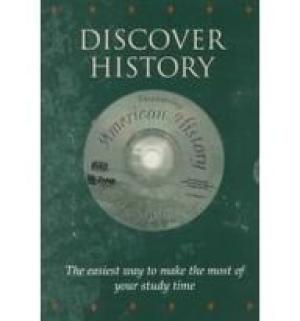 DISCOVER
HISTORY
American History
The easiest way to make the most of
your study time